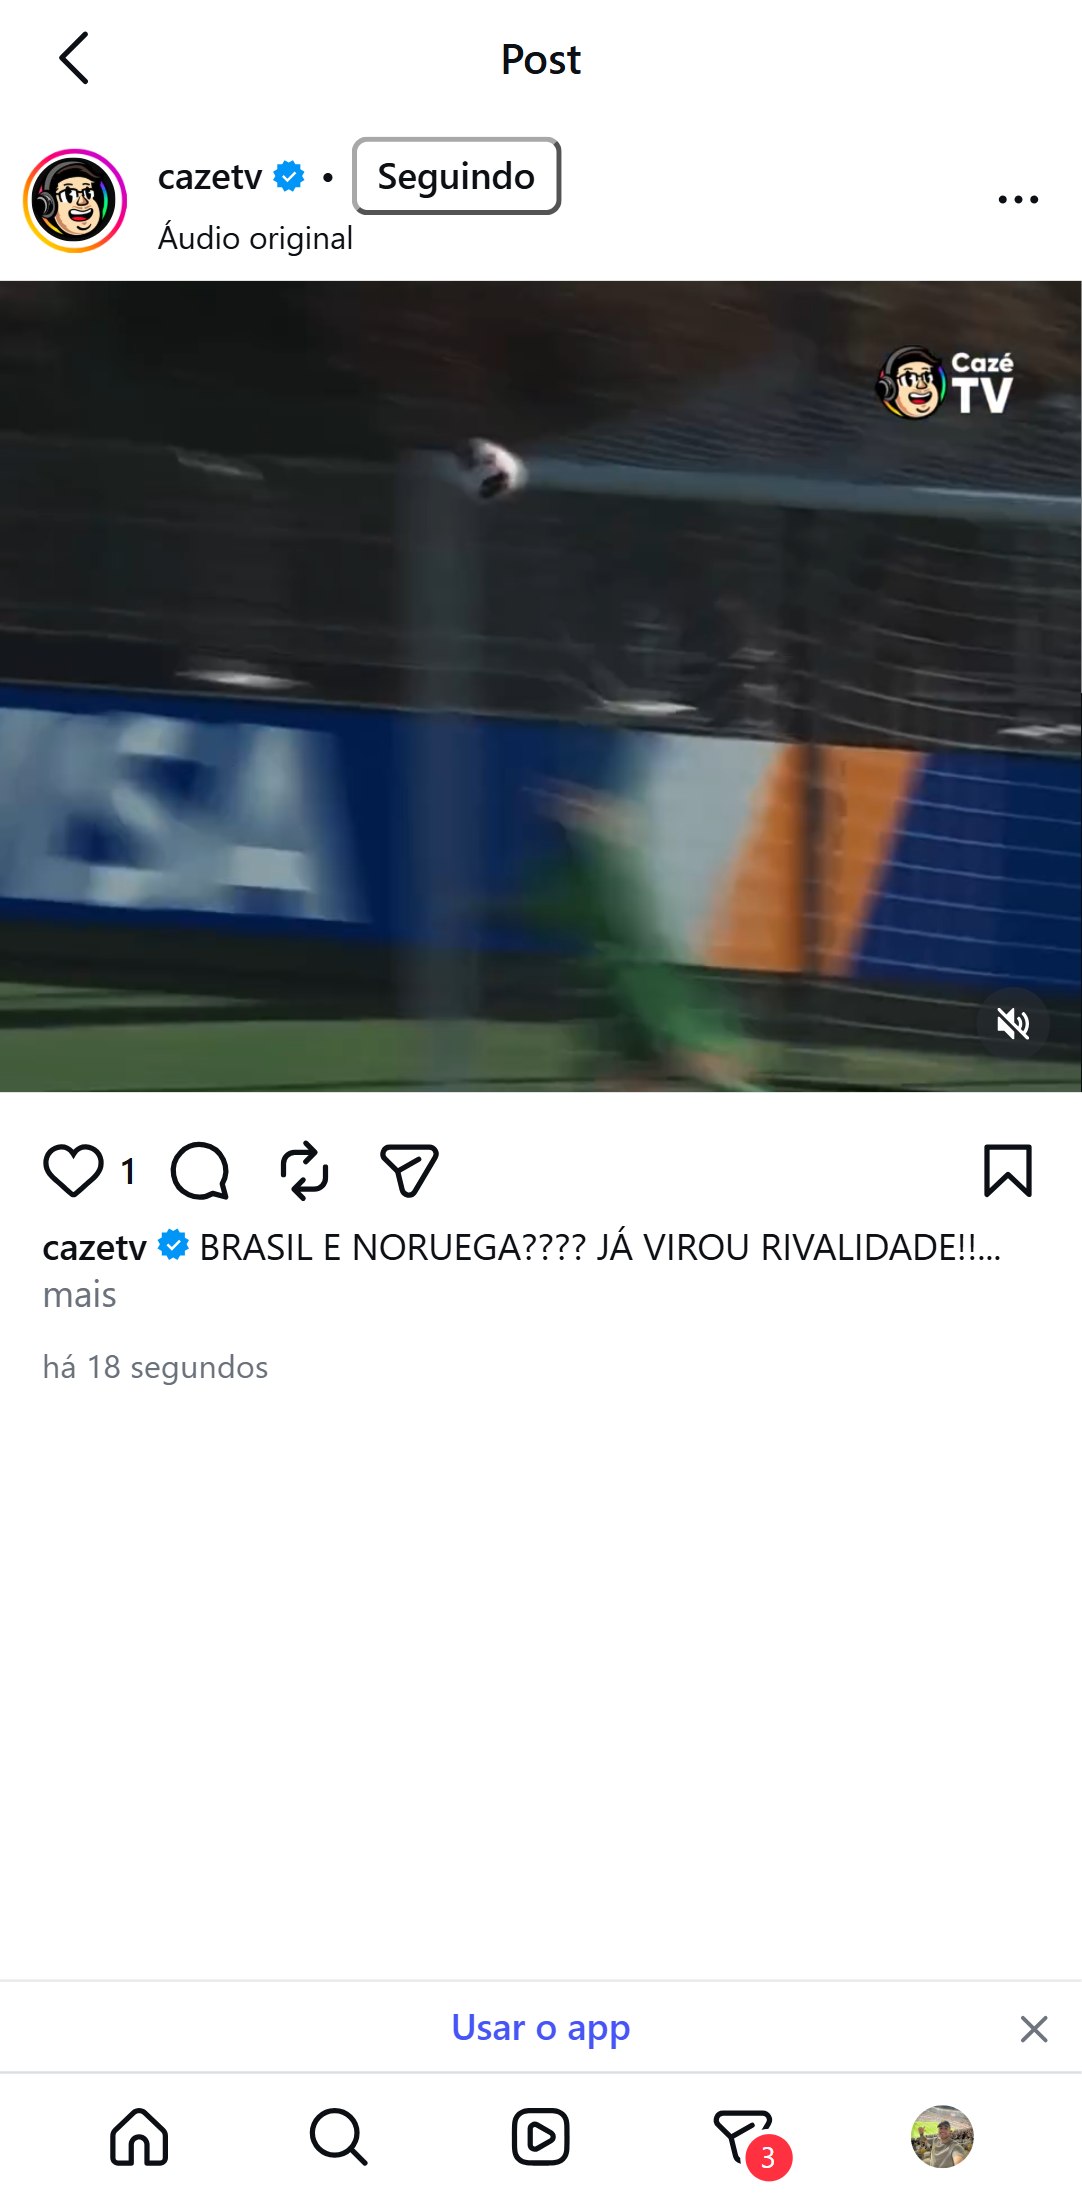 Post
cazetv • Seguindo
Áudio original
Cazé
TV
VISA
1
cazetv BRASIL E NORUEGA???? JÁ VIROU RIVALIDADE!!...
mais
há 18 segundos
Usar o app
3